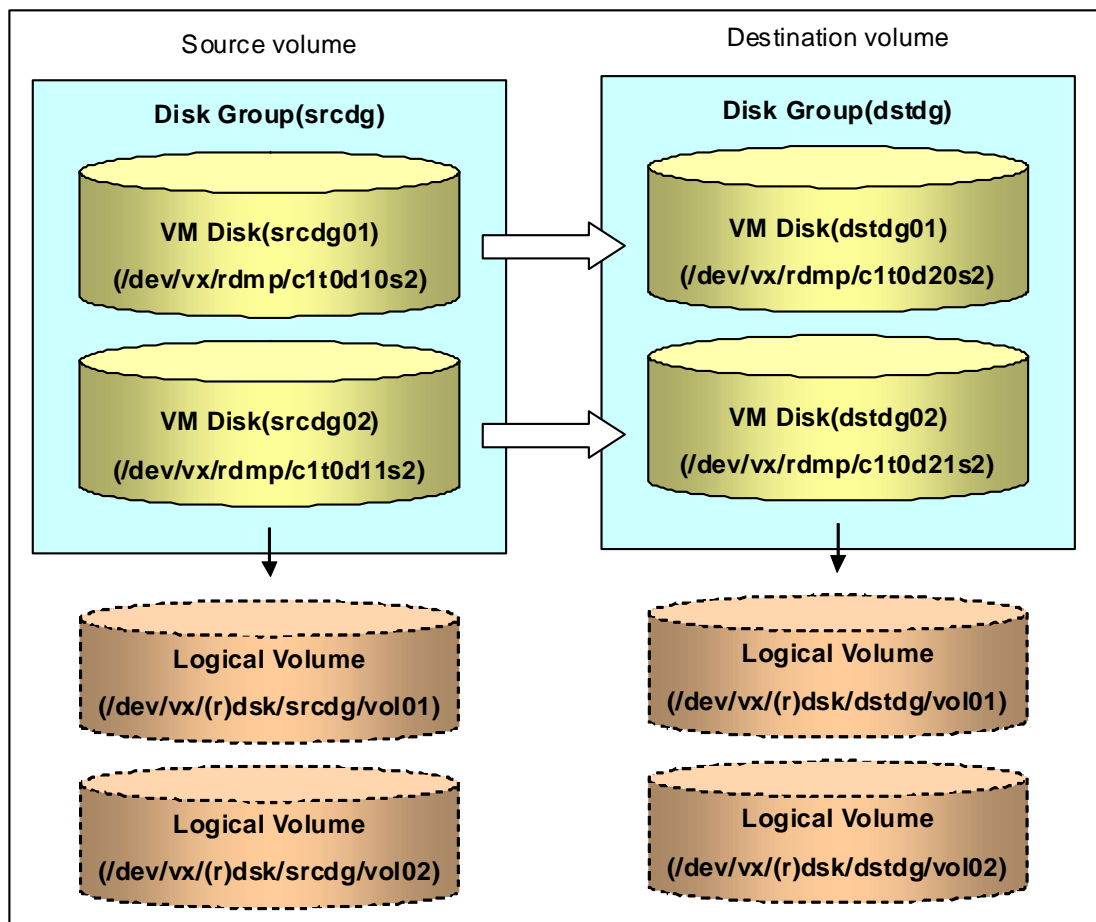 Source volume
Destination volume
Disk Group(srcdg)
VM Disk(srcdg01)
(/dev/vx/rdmp/c1t0d10s2)
VM Disk(srcdg02)
(/dev/vx/rdmp/c1t0d11s2)
Disk Group(dstdg)
VM Disk(dstdg01)
(/dev/vx/rdmp/c1t0d20s2)
VM Disk(dstdg02)
(/dev/vx/rdmp/c1t0d21s2)
Logical Volume
(/dev/vx/(r)dsk/srcdg/vol01)
Logical Volume
(/dev/vx/(r)dsk/srcdg/vol02)
Logical Volume
(/dev/vx/(r)dsk/dstdg/vol01)
Logical Volume
(/dev/vx/(r)dsk/dstdg/vol02)